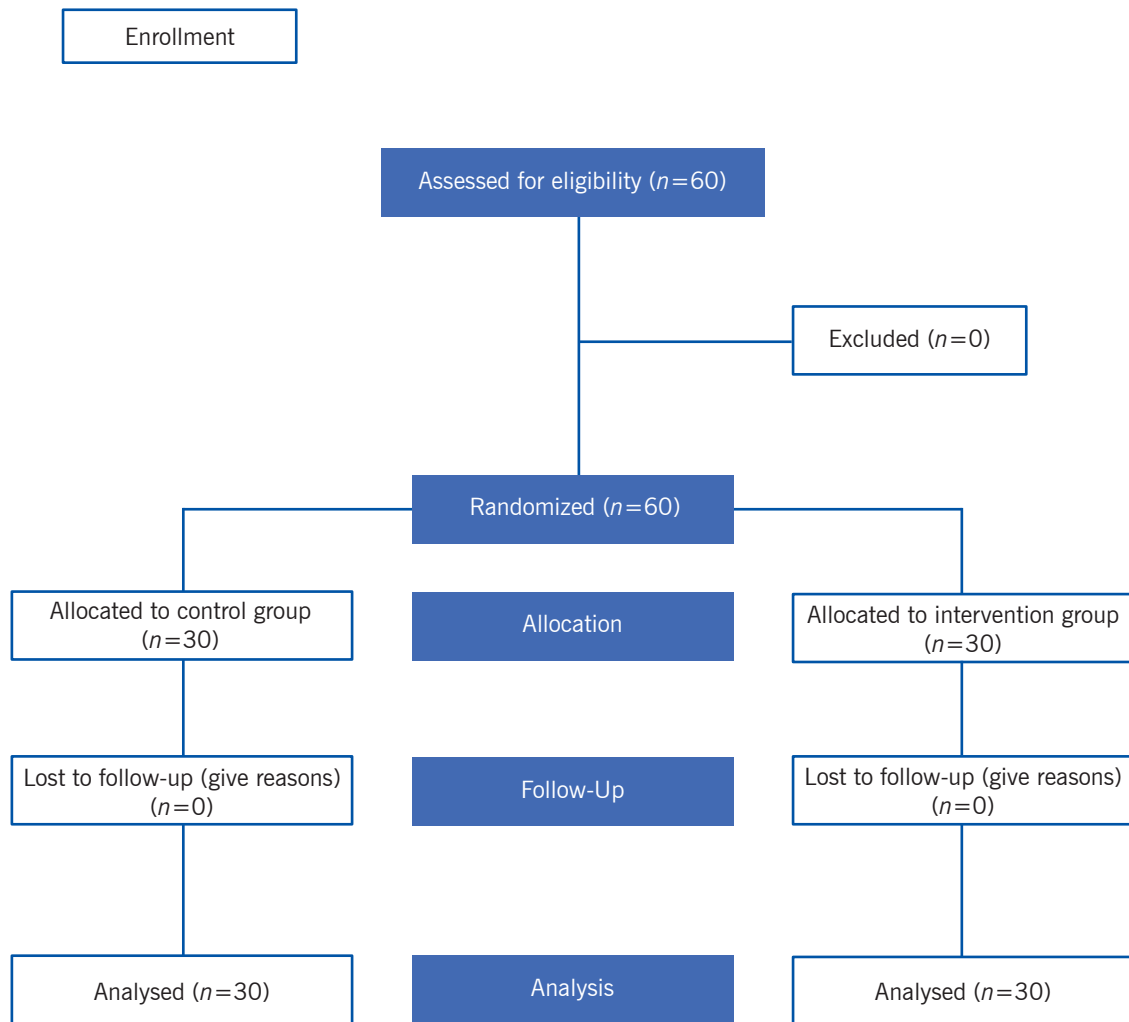 Enrollment
Assessed for eligibility (n=60)
Excluded (n=0)
Randomized (n=60)
Allocated to control group
(n=30)
Allocation
Allocated to intervention group
(n=30)
Lost to follow-up (give reasons)
(n=0)
Follow-Up
Lost to follow-up (give reasons)
(n=0)
Analysed (n=30)
Analysis
Analysed (n=30)